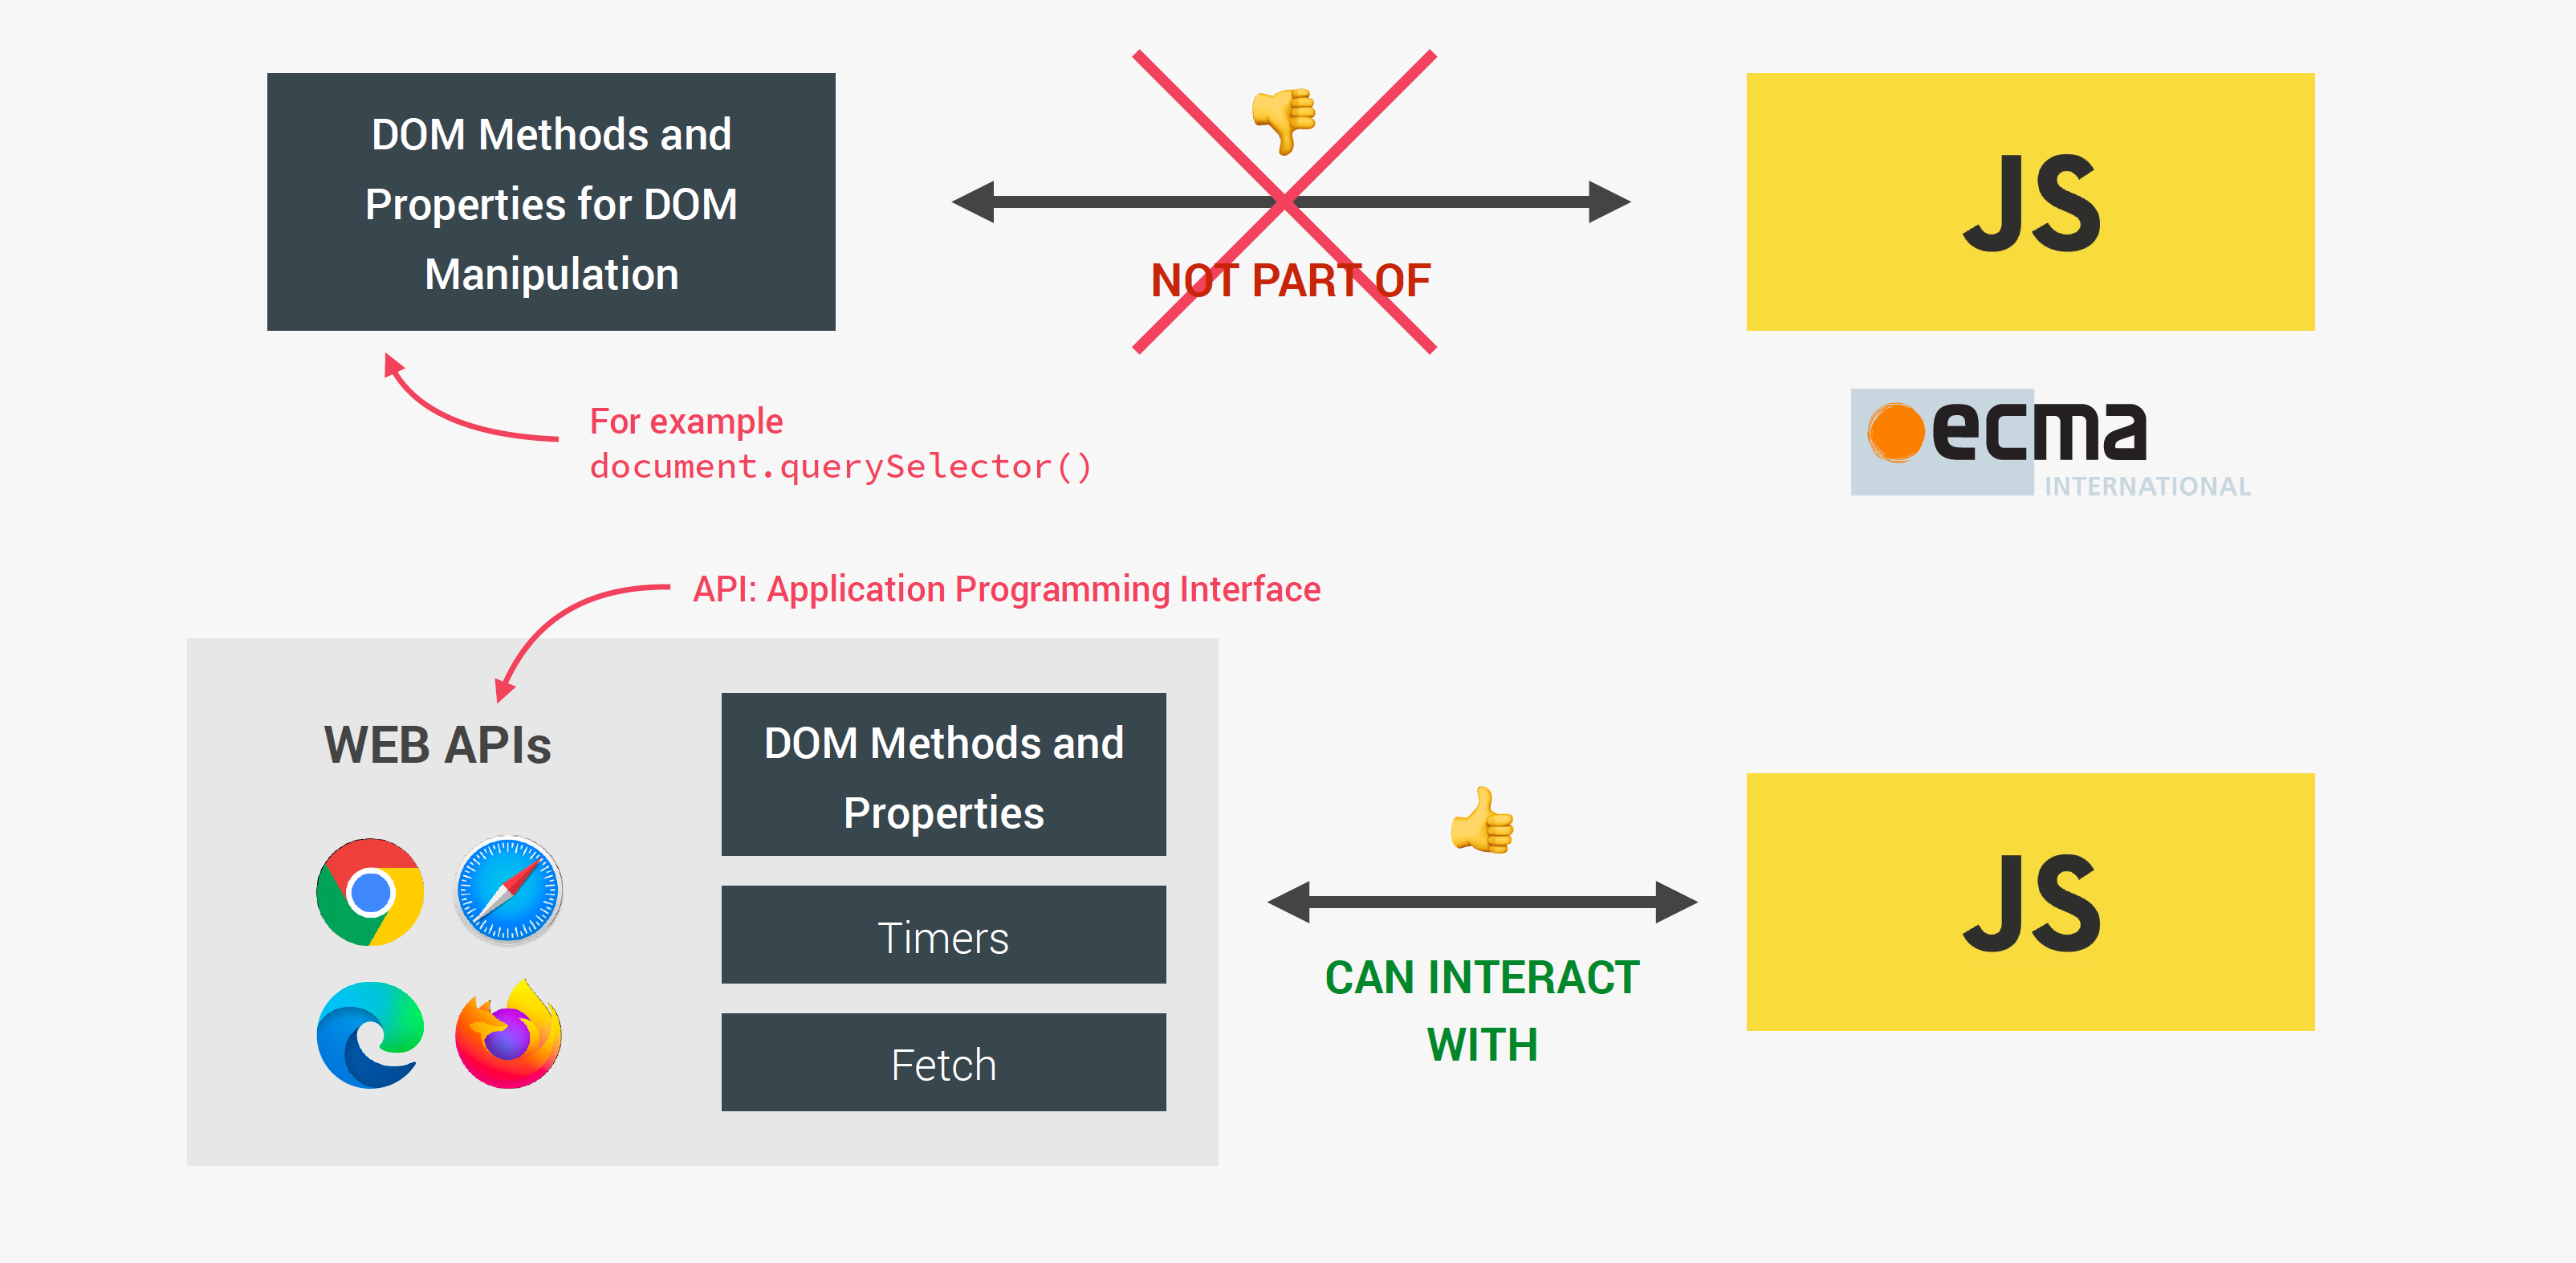 DOM Methods and
Properties for DOM
Manipulation
NOT PART OF
JS
For example
document.querySelector()
ecma
INTERNATIONAL
API: Application Programming Interface
WEB APIs
DOM Methods and
Properties
Timers
Fetch
CAN INTERACT
WITH
JS